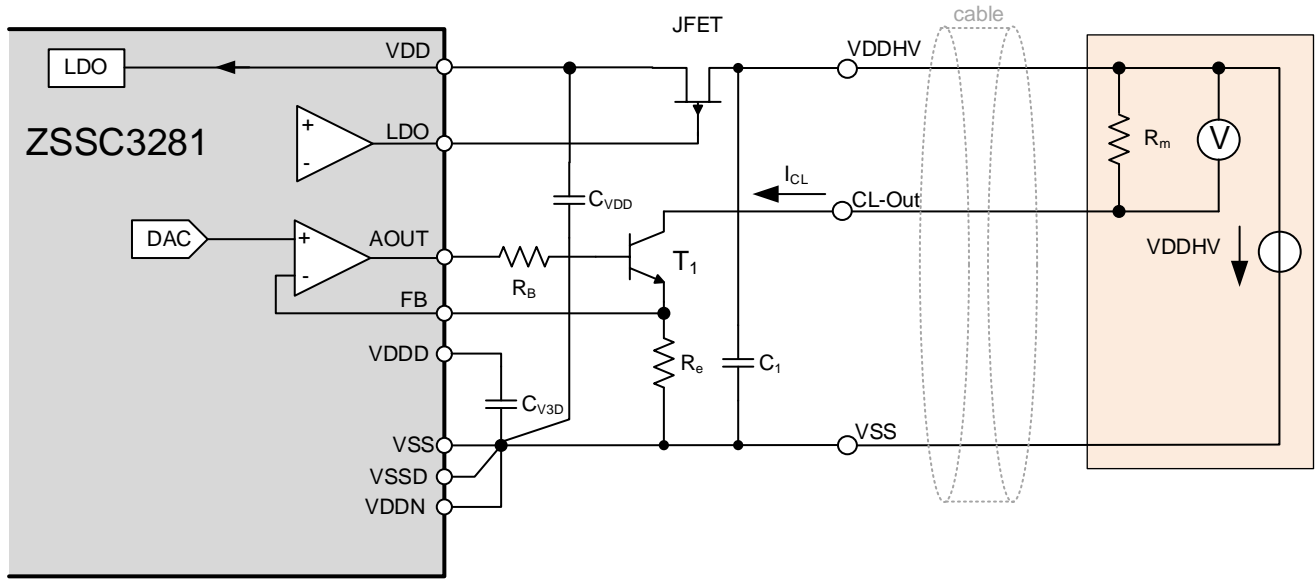 cable
JFET
VDD
VDDHV
LDO
ZSSC3281
LDO
Rm
V
ICL
CVDD
CL-Out
DAC
AOUT
T1
VDDHV
RB
FB
Re
C1
VDDD
CV3D
VSS
VSS
VSSD
VDDN